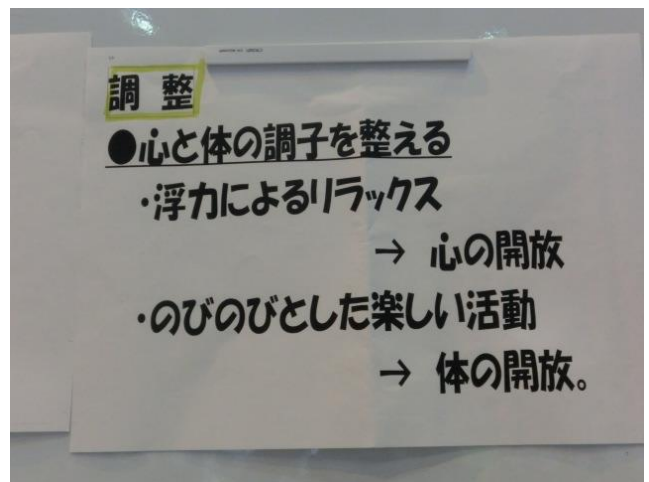 調 整
●心と体の調子を整える
・浮力によるリラックス
→ 心の開放
・のびのびとした楽しい活動
→ 体の開放。